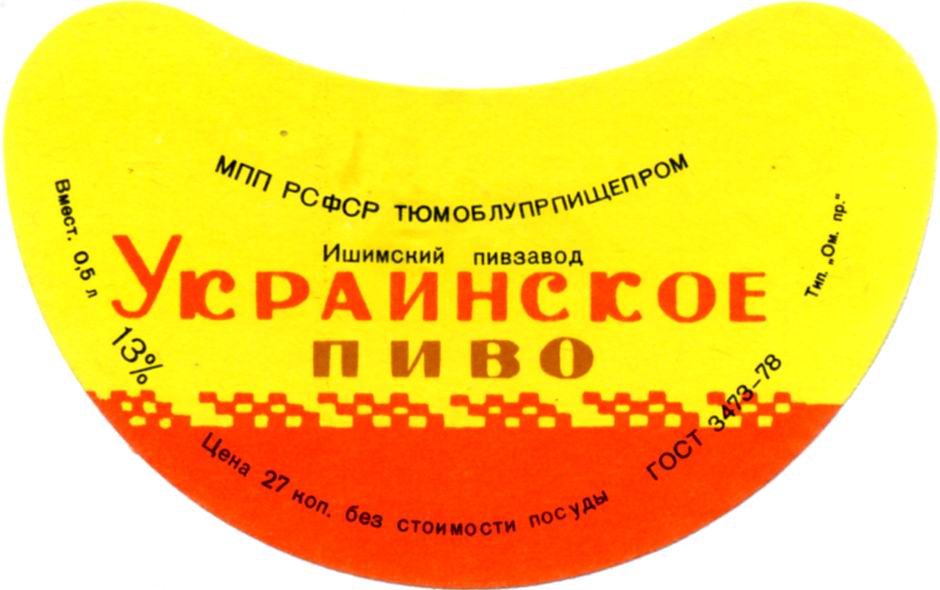 МПП РСФСР ТЮМОБЛУПРПИЩЕПРОМ
Ишимский пивзавод
Украинское
пиво
Вмест. 0,5 л
13%
Цена 27 коп. без стоимости посуды
ГОСТ 3473-78
Тип. „Ом. пр.“